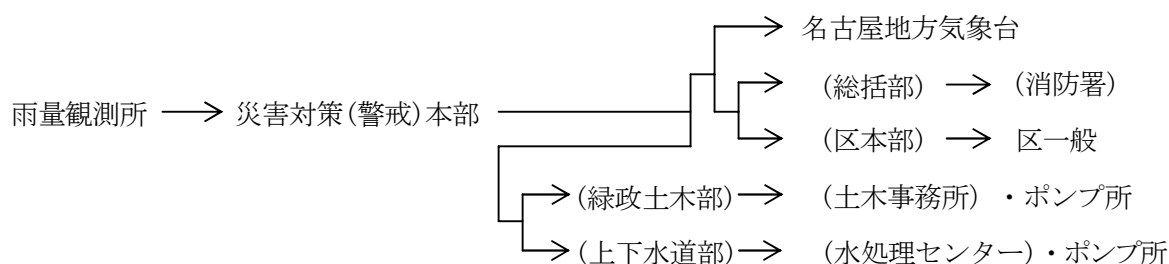 名古屋地方気象台
(総括部) (消防署)
雨量観測所 災害対策(警戒)本部
(区本部) 区一般
(緑政土木部) (土木事務所)・ポンプ所
(上下水道部) (水処理センター)・ポンプ所